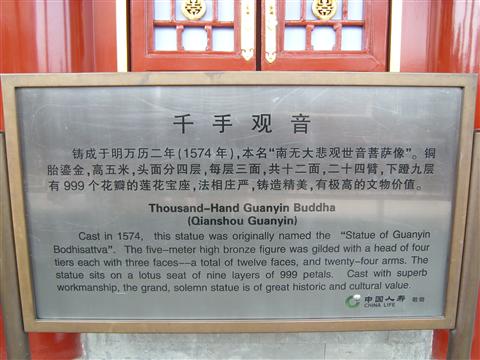 千手观音
铸成于明万历二年(1574年),本名“南无大悲观世音菩萨像”。铜
胎鎏金,高五米,头面分四层,每层三面,共十二面,二十四臂,下蹬九层
有999个花瓣的莲花宝座,法相庄严,铸造精美,有极高的文物价值。
Thousand--Hand Guanyin Buddha
(Qianshou Guanyin)
Cast in 1574, this statue was originally named the “Statue of Guanyin
Bodhisattva”. The five-meter high bronze figure was gilded with a head of four
tiers each with three faces--a total of twelve faces, and twenty-four arms. The
statue sits on a lotus seat of nine layers of 999 petals. Cast with superb
workmanship, the grand, solemn statue is of great historic and cultural value.
中国人寿 敬赠
CHINA LIFE